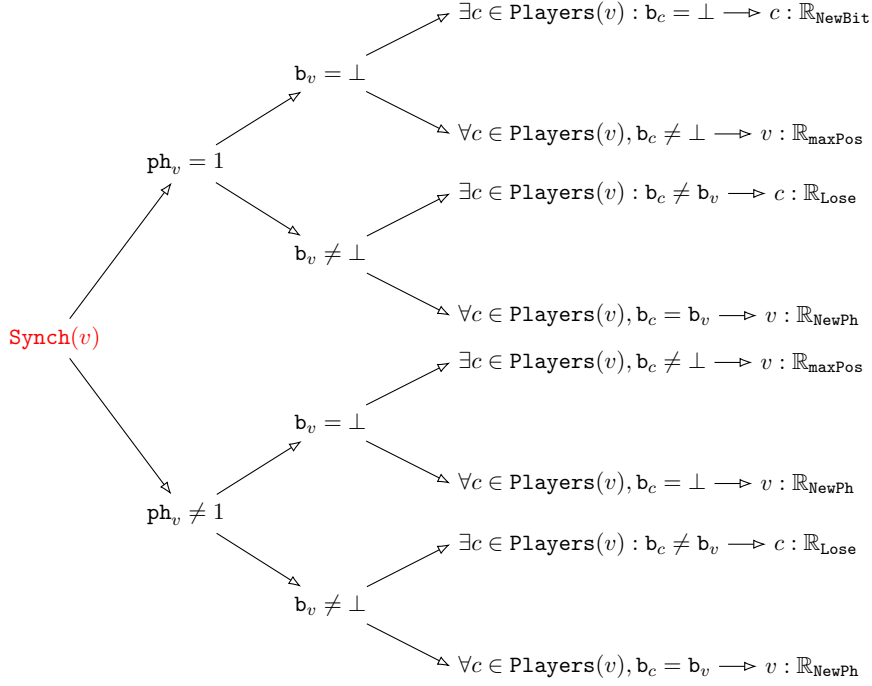 ∃c ∈ Players(v) : b_c = ⊥ → c : ℝ_NewBit
b_v = ⊥
∀c ∈ Players(v), b_c ≠ ⊥ → v : ℝ_maxPos
ph_v = 1
∃c ∈ Players(v) : b_c ≠ b_v → c : ℝ_Lose
b_v ≠ ⊥
∀c ∈ Players(v), b_c = b_v → v : ℝ_NewPh
Synch(v)
∃c ∈ Players(v), b_c ≠ ⊥ → v : ℝ_maxPos
b_v = ⊥
∀c ∈ Players(v), b_c = ⊥ → v : ℝ_NewPh
ph_v ≠ 1
∃c ∈ Players(v) : b_c ≠ b_v → c : ℝ_Lose
b_v ≠ ⊥
∀c ∈ Players(v), b_c = b_v → v : ℝ_NewPh